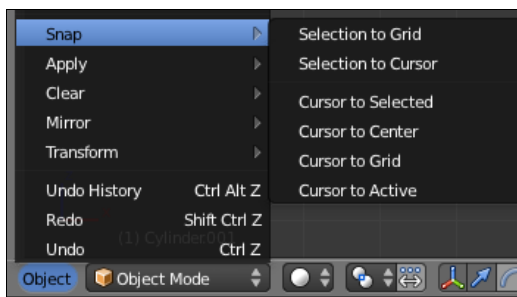 Snap
Apply
Clear
Mirror
Transform
Undo History Ctrl Alt Z
Redo Shift Ctrl Z
Undo Ctrl Z
(1) Cylinder.001
Selection to Grid
Selection to Cursor
Cursor to Selected
Cursor to Center
Cursor to Grid
Cursor to Active
Object Object Mode